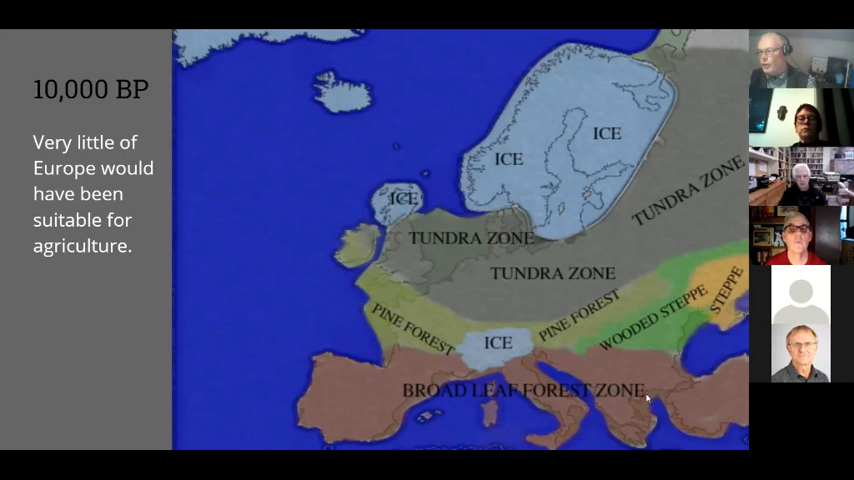 10,000 BP
Very little of
Europe would
have been
suitable for
agriculture.
ICE
ICE
ICE
TUNDRA ZONE
TUNDRA ZONE
TUNDRA ZONE
PINE FOREST
ICE
PINE FOREST
WOODED STEPPE
STEPPE
BROAD LEAF FOREST ZONE